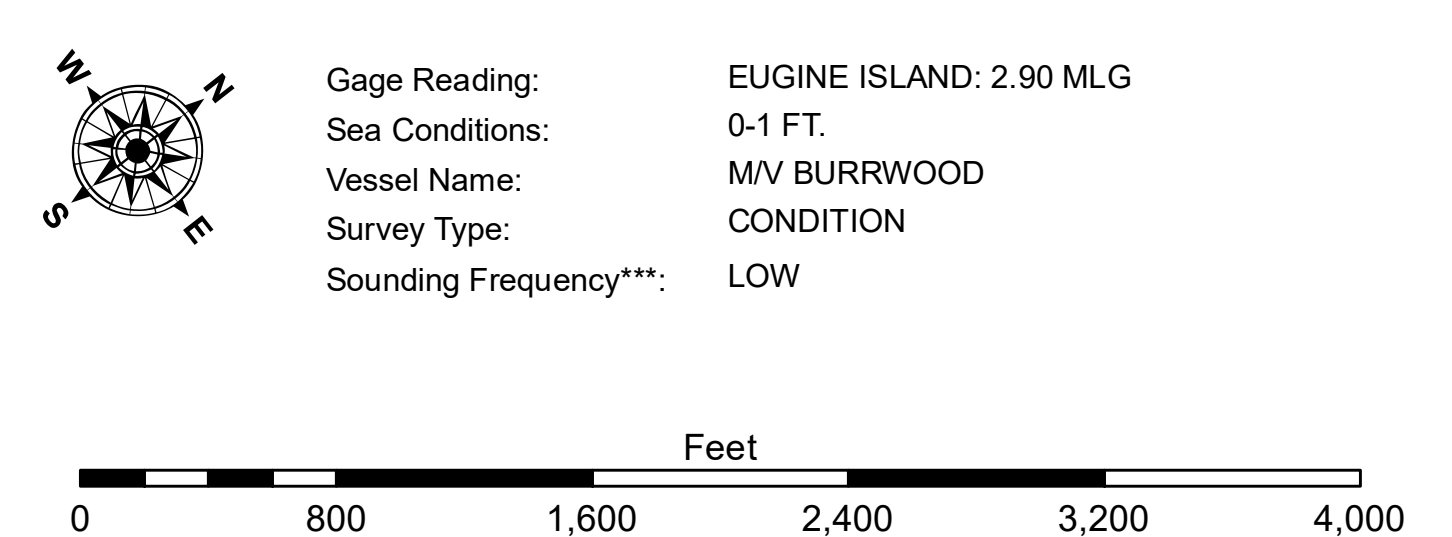 W
N
S
E
Gage Reading: EUGINE ISLAND: 2.90 MLG
Sea Conditions: 0-1 FT.
Vessel Name: M/V BURRWOOD
Survey Type: CONDITION
Sounding Frequency***: LOW
Feet
0 800 1,600 2,400 3,200 4,000